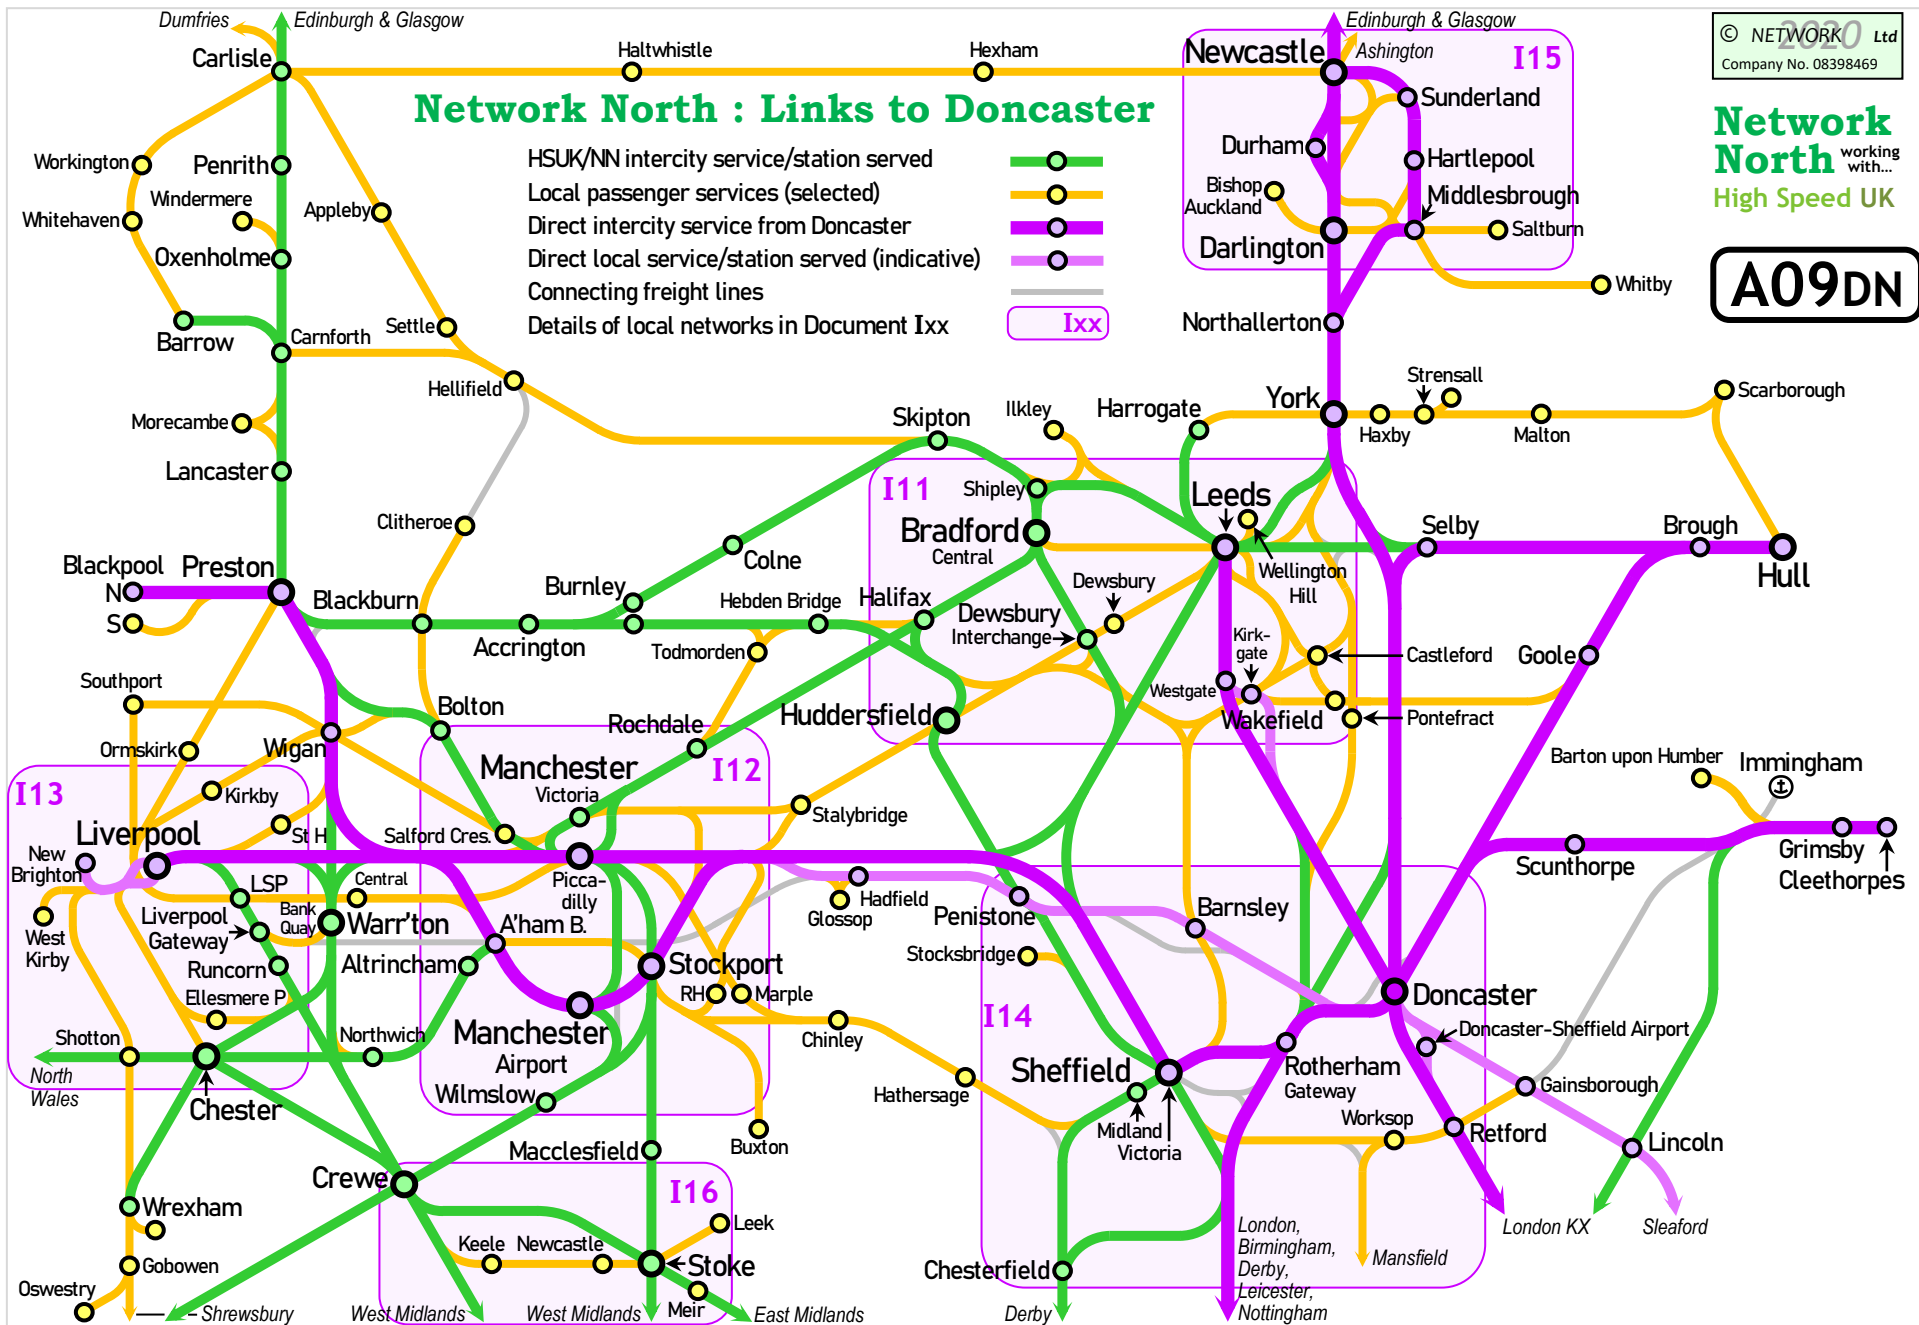 Dumfries
Edinburgh & Glasgow
Carlisle
Haltwhistle
Hexham
Newcastle
Edinburgh & Glasgow
Ashington
I15
© NETWORK 2020 Ltd
Company No. 08398469
Network North : Links to Doncaster
HSUK/NN intercity service/station served
Local passenger services (selected)
Direct intercity service from Doncaster
Direct local service/station served (indicative)
Connecting freight lines
Details of local networks in Document Ixx
Ixx
Network
North working
with...
High Speed UK
A09DN
Sunderland
Durham
Hartlepool
Bishop
Auckland
Middlesbrough
Darlington
Saltburn
Whitby
Northallerton
Workington
Penrith
Windermere
Whitehaven
Appleby
Oxenholme
Settle
Barrow
Carnforth
Hellifield
Morecambe
Lancaster
Clitheroe
Skipton
Ilkley
Harrogate
York
Strensall
Haxby
Malton
Scarborough
I11
Shipley
Leeds
Bradford
Central
Wellington
Hill
Selby
Brough
Hull
Blackpool
N
S
Preston
Blackburn
Accrington
Burnley
Colne
Hebden Bridge
Todmorden
Halifax
Dewsbury
Dewsbury
Interchange
Kirk-
gate
Westgate
Wakefield
Castleford
Pontefract
Goole
Huddersfield
Southport
Ormskirk
Wigan
Bolton
Rochdale
I12
Manchester
Victoria
Salford Cres.
Stalybridge
Barton upon Humber
Immingham
Scunthorpe
Grimsby
Cleethorpes
I13
Kirkby
Liverpool
St H
New
Brighton
LSP
Central
Picca-
dilly
Liverpool
Gateway
Bank
Quay
Warr'ton
A'ham B.
West
Kirby
Runcorn
Altrincham
Ellesmere P
Stockport
RH
Marple
Glossop
Hadfield
Penistone
Barnsley
Stocksbridge
I14
Doncaster
Doncaster-Sheffield Airport
Shotton
Northwich
Manchester
Airport
Chinley
Sheffield
Rotherham
Gateway
Gainsborough
North
Wales
Chester
Wilmslow
Hathersage
Midland
Victoria
Worksop
Retford
Lincoln
Macclesfield
Buxton
Crewe
I16
Wrexham
Leek
Keele
Newcastle
Stoke
Meir
Gobowen
Oswestry
Shrewsbury
West Midlands
West Midlands
East Midlands
Chesterfield
Derby
London,
Birmingham,
Derby,
Leicester,
Nottingham
Mansfield
London KX
Sleaford